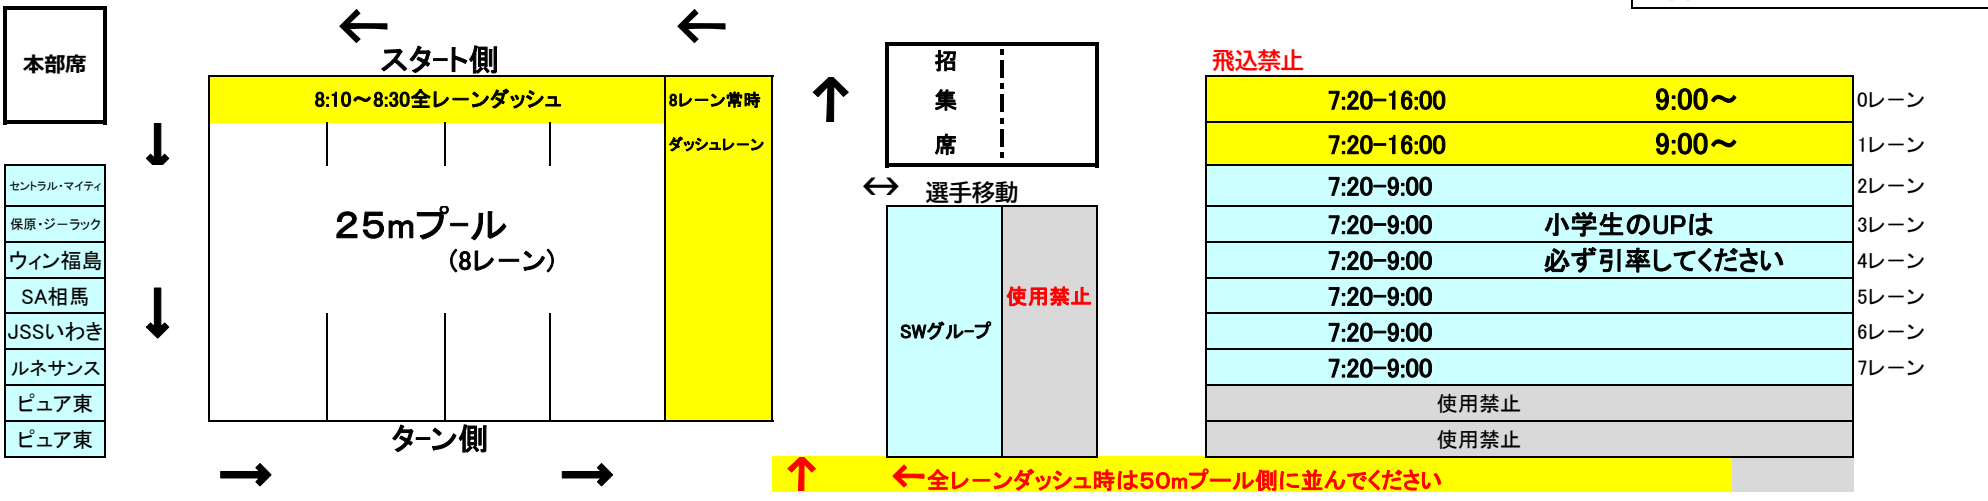 本部席
スタート側
8:10～8:30全レーンダッシュ
8レーン常時
ダッシュレーン
25mプール
(8レーン)
ターン側
セントラル・マイティ
保原・ジーラック
ウィン福島
SA相馬
JSSいわき
ルネサンス
ピュア東
ピュア東
招
集
席
選手移動
SWグループ
使用禁止
飛込禁止
7:20-16:00 9:00～ 0レーン
7:20-16:00 9:00～ 1レーン
7:20-9:00 2レーン
7:20-9:00 小学生のUPは 3レーン
7:20-9:00 必ず引率してください 4レーン
7:20-9:00 5レーン
7:20-9:00 6レーン
7:20-9:00 7レーン
使用禁止
使用禁止
←全レーンダッシュ時は50mプール側に並んでください